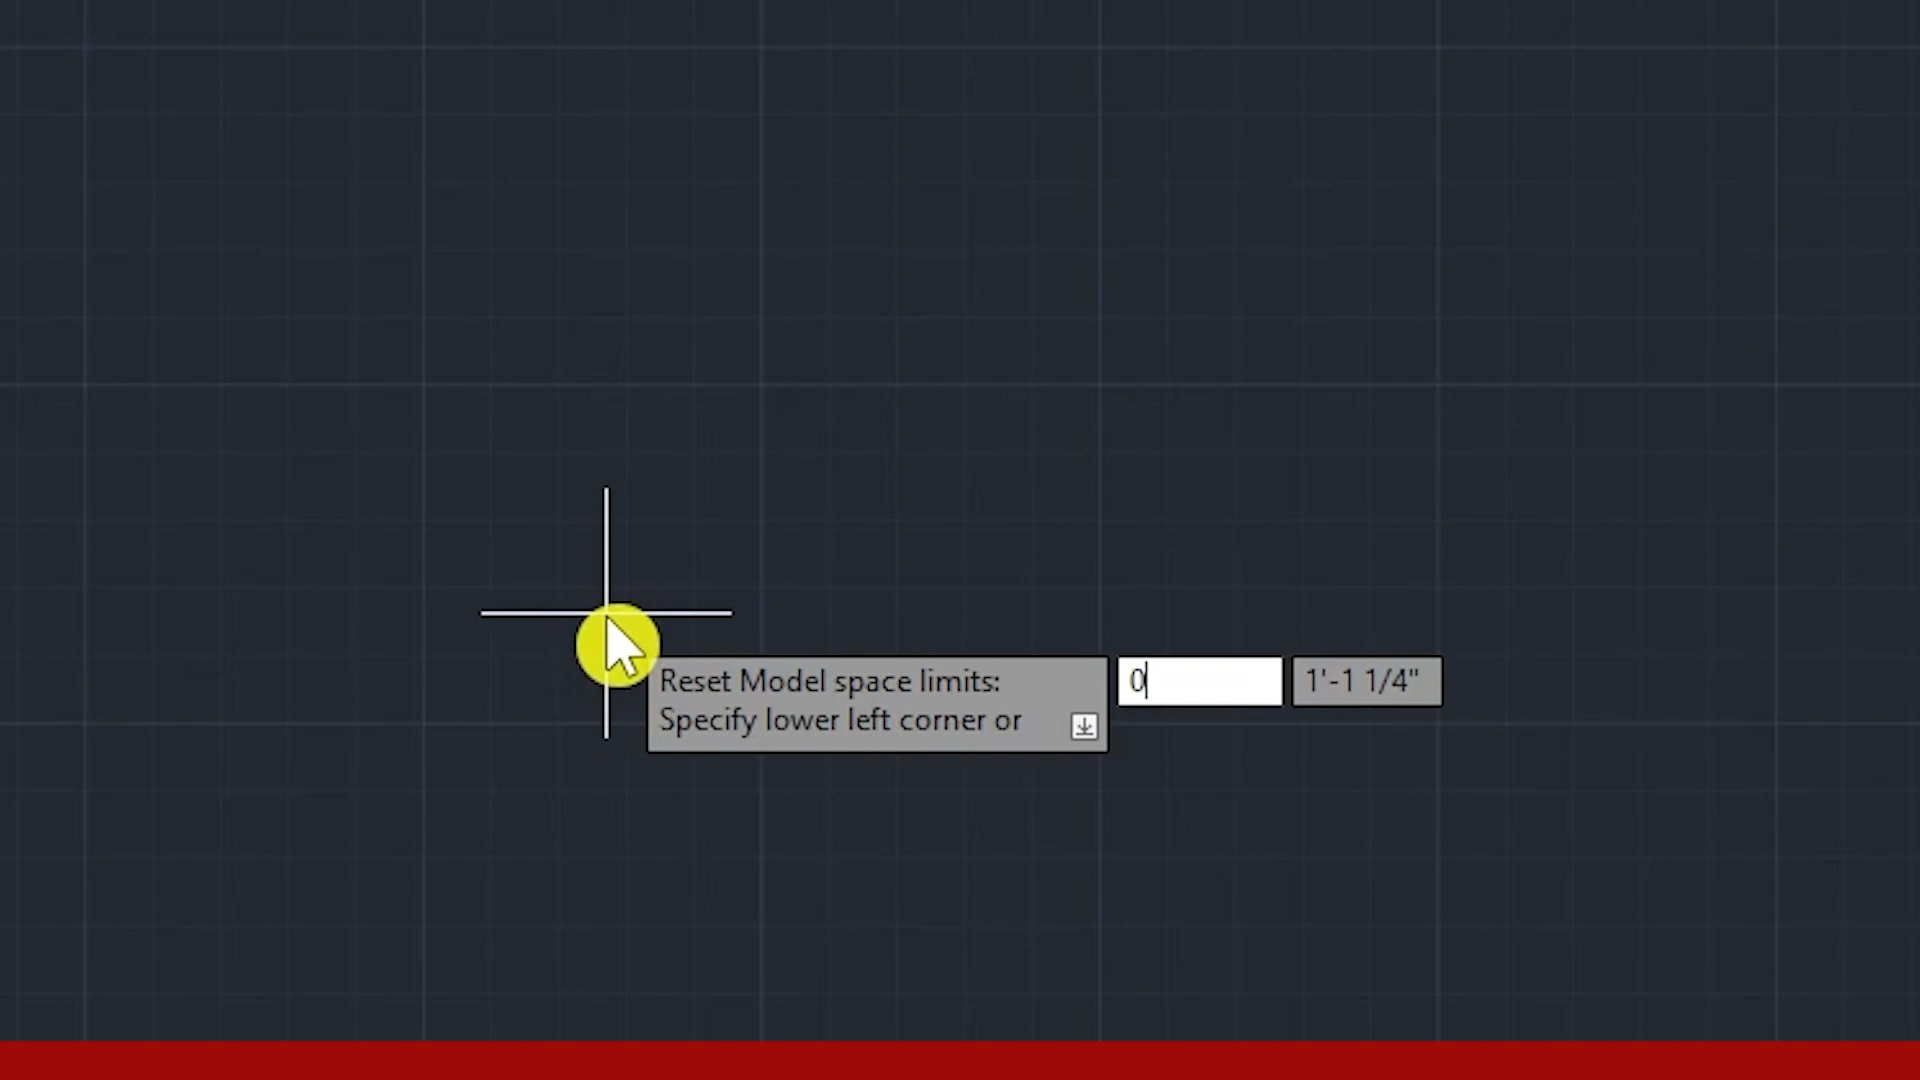 Reset Model space limits:
Specify lower left corner or
0
1'-1 1/4"